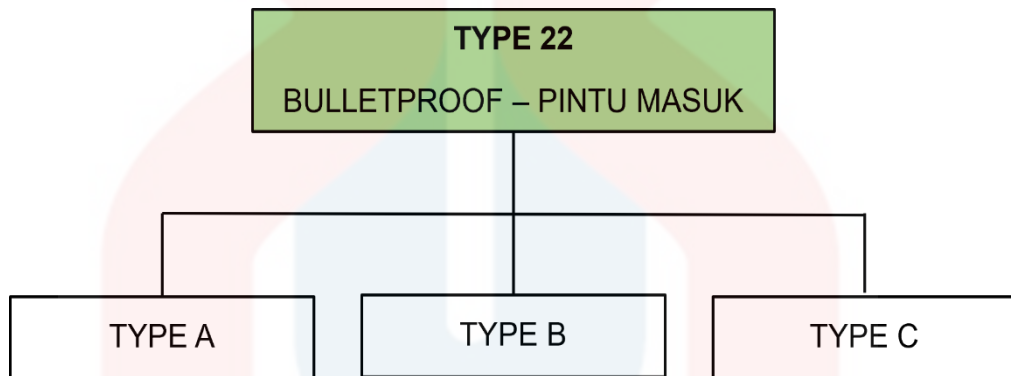 TYPE 22
BULLETPROOF – PINTU MASUK
TYPE A
TYPE B
TYPE C